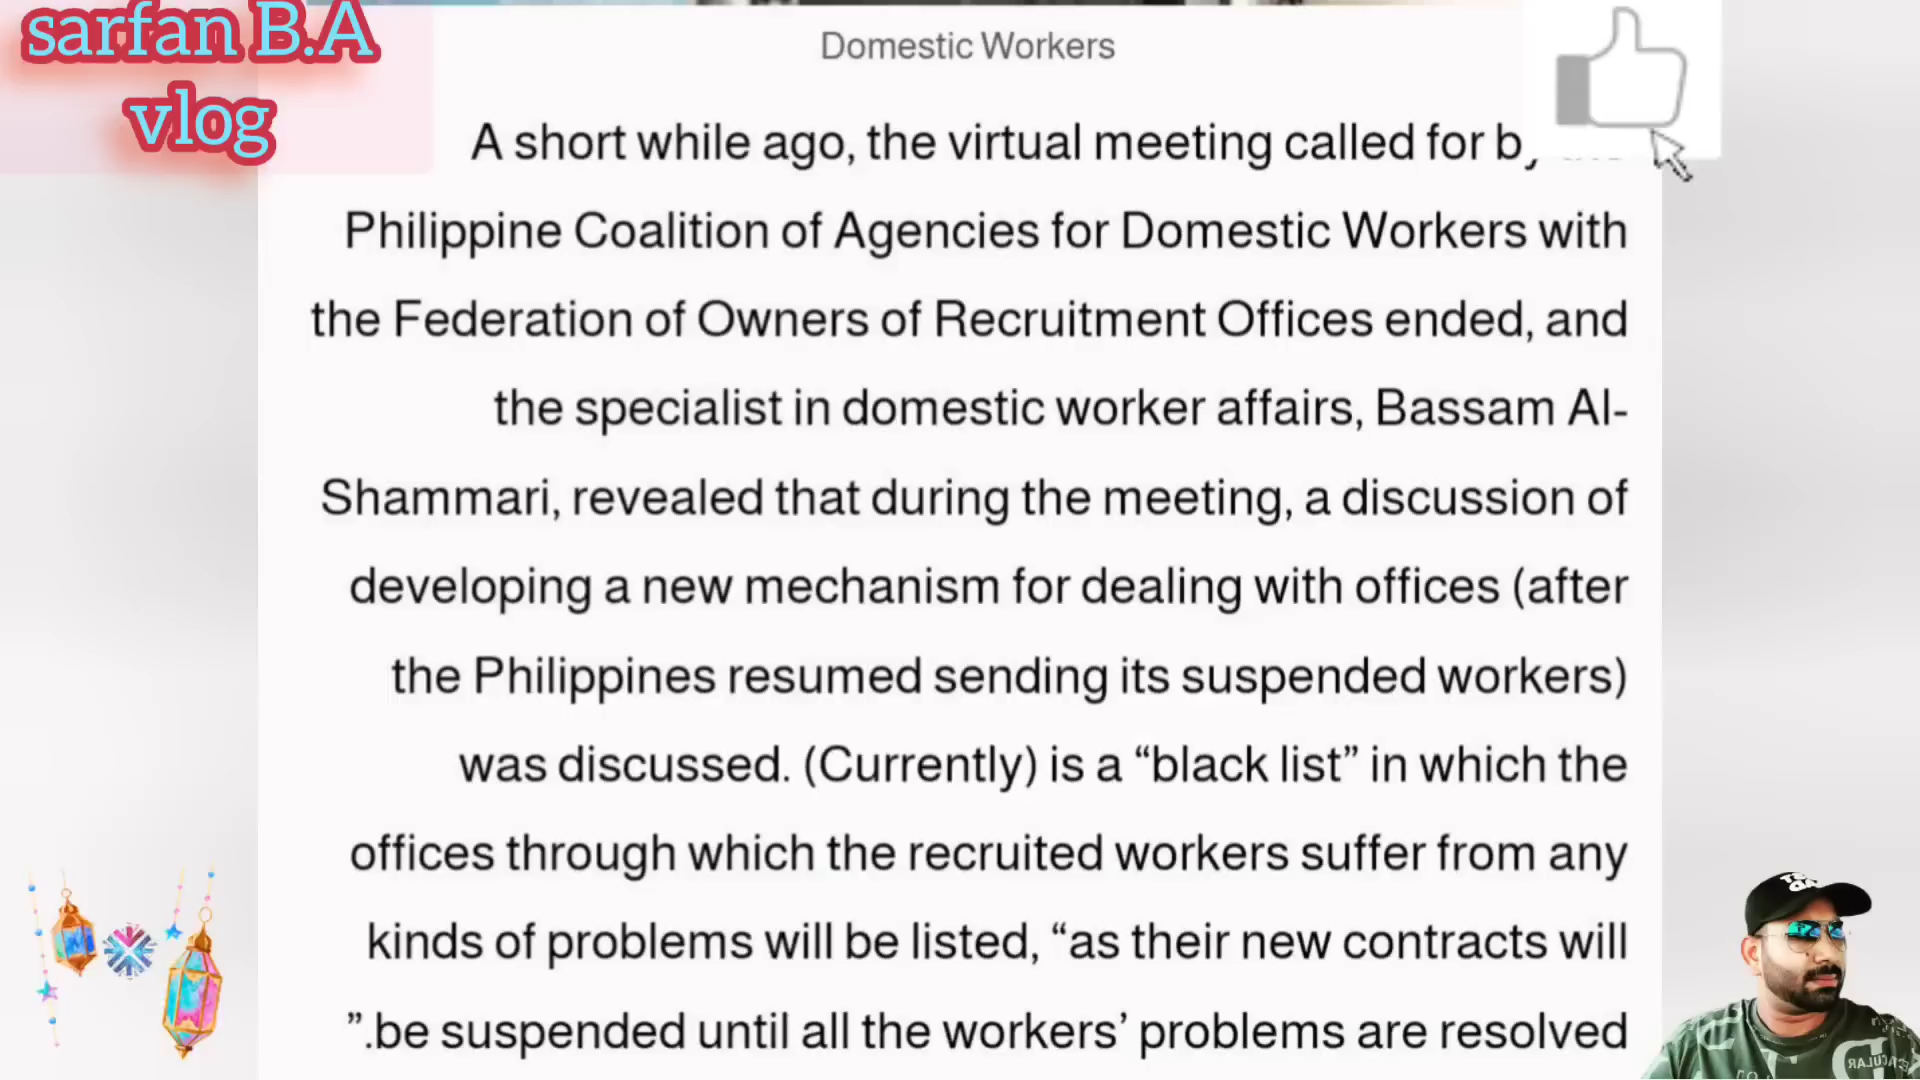 sarfan B.A
vlog
Domestic Workers
A short while ago, the virtual meeting called for by
Philippine Coalition of Agencies for Domestic Workers with
the Federation of Owners of Recruitment Offices ended, and
the specialist in domestic worker affairs, Bassam Al-
Shammari, revealed that during the meeting, a discussion of
developing a new mechanism for dealing with offices (after
the Philippines resumed sending its suspended workers)
was discussed. (Currently) is a “black list” in which the
offices through which the recruited workers suffer from any
kinds of problems will be listed, “as their new contracts will
”.be suspended until all the workers’ problems are resolved